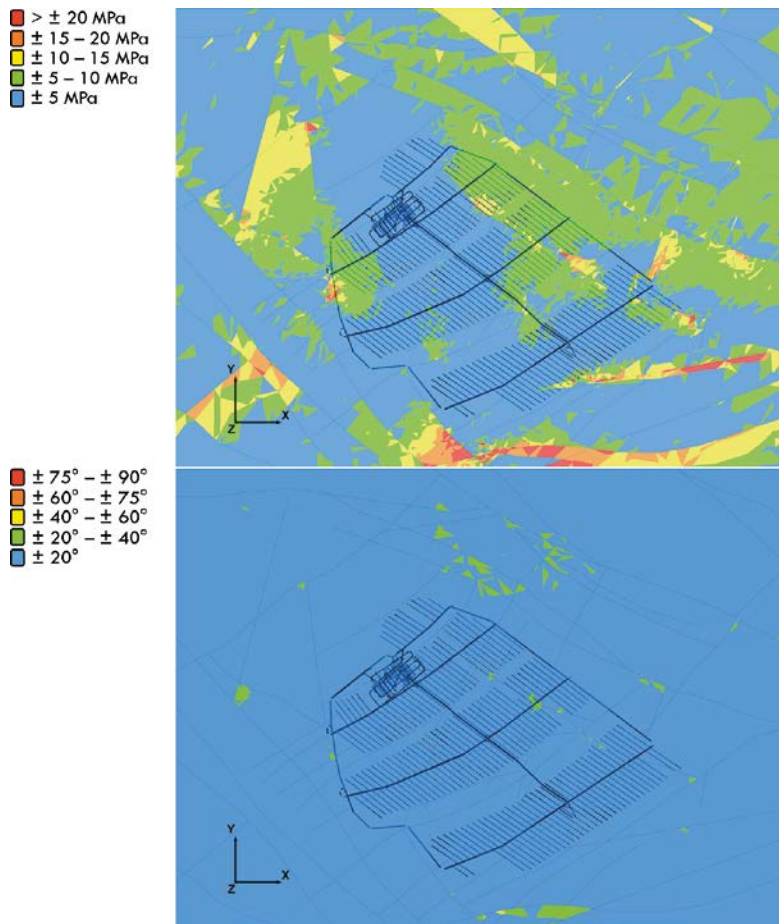 > ± 20 MPa
± 15 – 20 MPa
± 10 – 15 MPa
± 5 – 10 MPa
± 5 MPa
Y
Z
X
± 75° – ± 90°
± 60° – ± 75°
± 40° – ± 60°
± 20° – ± 40°
± 20°
Y
Z
X